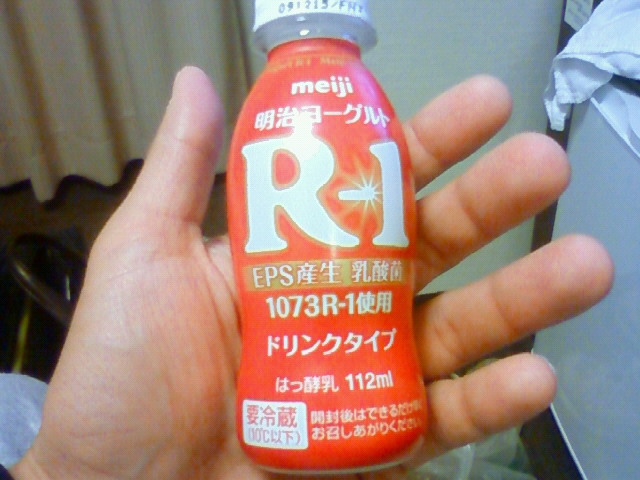 091215/FH
meiji
明治ヨーグルト
R-1
EPS産生 乳酸菌
1073R-1使用
ドリンクタイプ
はっ酵乳 112ml
要冷蔵
(10℃以下)
開封後はできるだけ
お召しあがりください